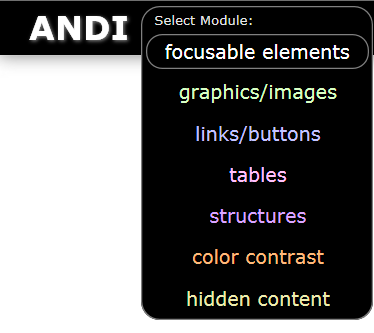 ANDI
Select Module:
focusable elements
graphics/images
links/buttons
tables
structures
color contrast
hidden content